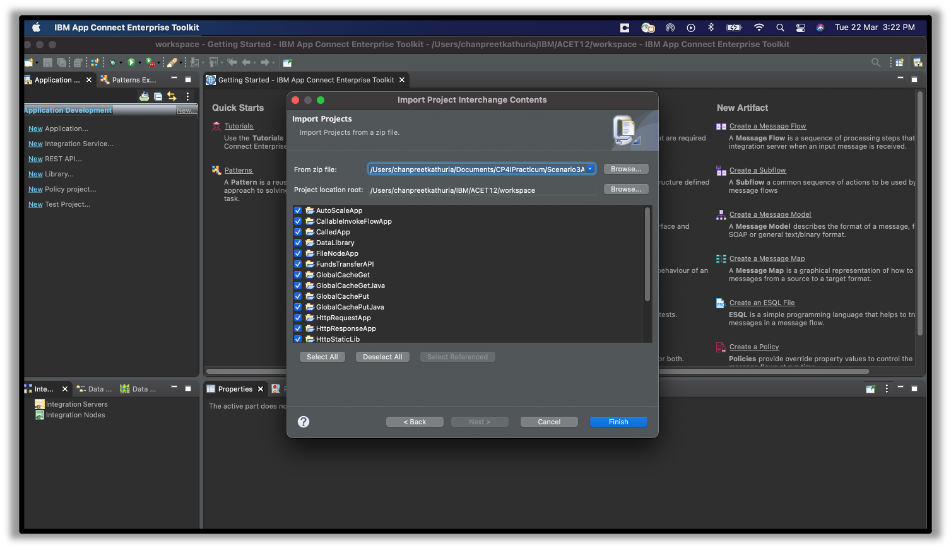 IBM App Connect Enterprise Toolkit
Tue 22 Mar 3:22 PM
workspace - Getting Started - IBM App Connect Enterprise Toolkit - /Users/chanpreetkathuria/IBM/ACET12/workspace - IBM App Connect Enterprise Toolkit
Application ...
Patterns Ex...
Getting Started - IBM App Connect Enterprise Toolkit
Application Development
New...
New Application...
New Integration Service...
New REST API...
New Library...
New Policy project...
New Test Project...
Quick Starts
Tutorials
Use the Tutorials
Connect Enterprise
Patterns
A Pattern is a reus
approach to solving
task.
Import Project Interchange Contents
Import Projects
Import Projects from a zip file.
From zip file:
/Users/chanpreetkathuria/Documents/CP4IPracticum/Scenario3A
Browse...
Project location root:
/Users/chanpreetkathuria/IBM/ACET12/workspace
Browse...
AutoScaleApp
CallableInvokeFlowApp
CalledApp
DataLibrary
FileNodeApp
FundsTransferAPI
GlobalCacheGet
GlobalCacheGetJava
GlobalCachePut
GlobalCachePutJava
HttpRequestApp
HttpResponseApp
HttpStaticLib
Select All
Deselect All
Select Referenced
?
< Back
Next >
Cancel
Finish
New Artifact
Create a Message Flow
A Message Flow is a sequence of processing steps that
integration server when an input message is received.
Create a Subflow
A Subflow a common sequence of actions to be used by
message flows
Create a Message Model
A Message Model describes the format of a message, f
SOAP or general text/binary format.
Create a Message Map
A Message Map is a graphical representation of how to
messages from a source to a target format.
Create an ESQL File
ESQL is a simple programming language that helps to tr
messages in a message flow.
Create a Policy
Policies provide override property values to control the
are required
ructure defined
rface and
behaviour of an
tests.
or both.
Inte...
Data ...
Data ...
Integration Servers
Integration Nodes
Properties
The active part does no